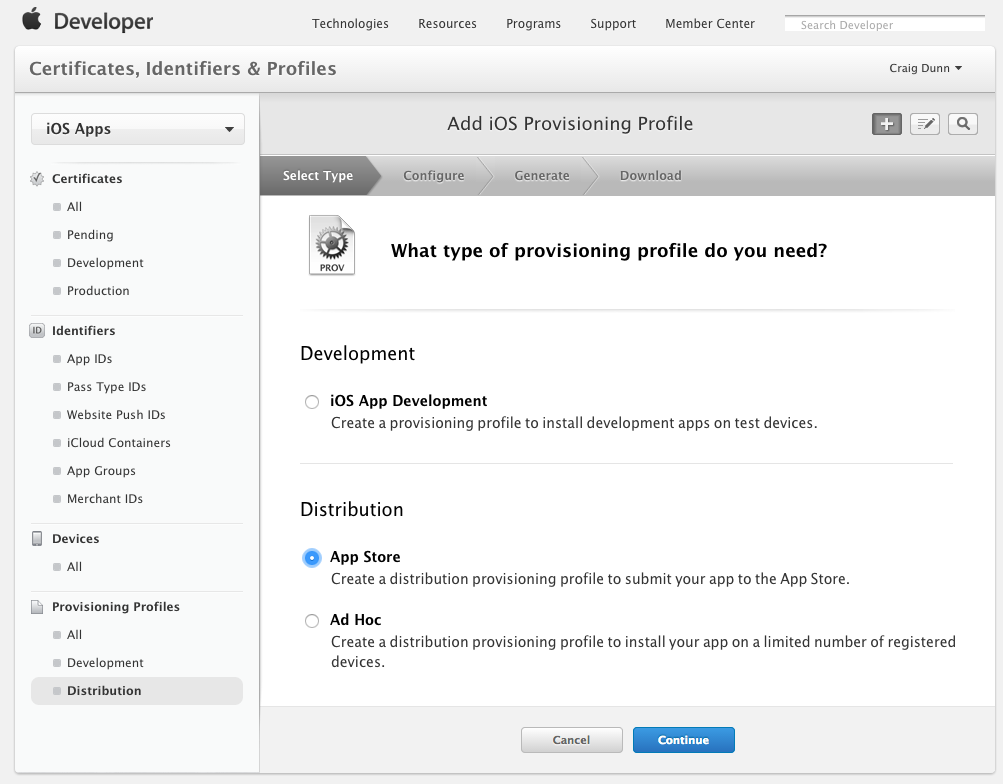 Developer
Technologies Resources Programs Support Member Center Search Developer
Certificates, Identifiers & Profiles
Craig Dunn
iOS Apps
Certificates
All
Pending
Development
Production
ID Identifiers
App IDs
Pass Type IDs
Website Push IDs
iCloud Containers
App Groups
Merchant IDs
Devices
All
Provisioning Profiles
All
Development
Distribution
Add iOS Provisioning Profile
Select Type Configure Generate Download
PROV
What type of provisioning profile do you need?
Development
iOS App Development
Create a provisioning profile to install development apps on test devices.
Distribution
App Store
Create a distribution provisioning profile to submit your app to the App Store.
Ad Hoc
Create a distribution provisioning profile to install your app on a limited number of registered
devices.
Cancel Continue